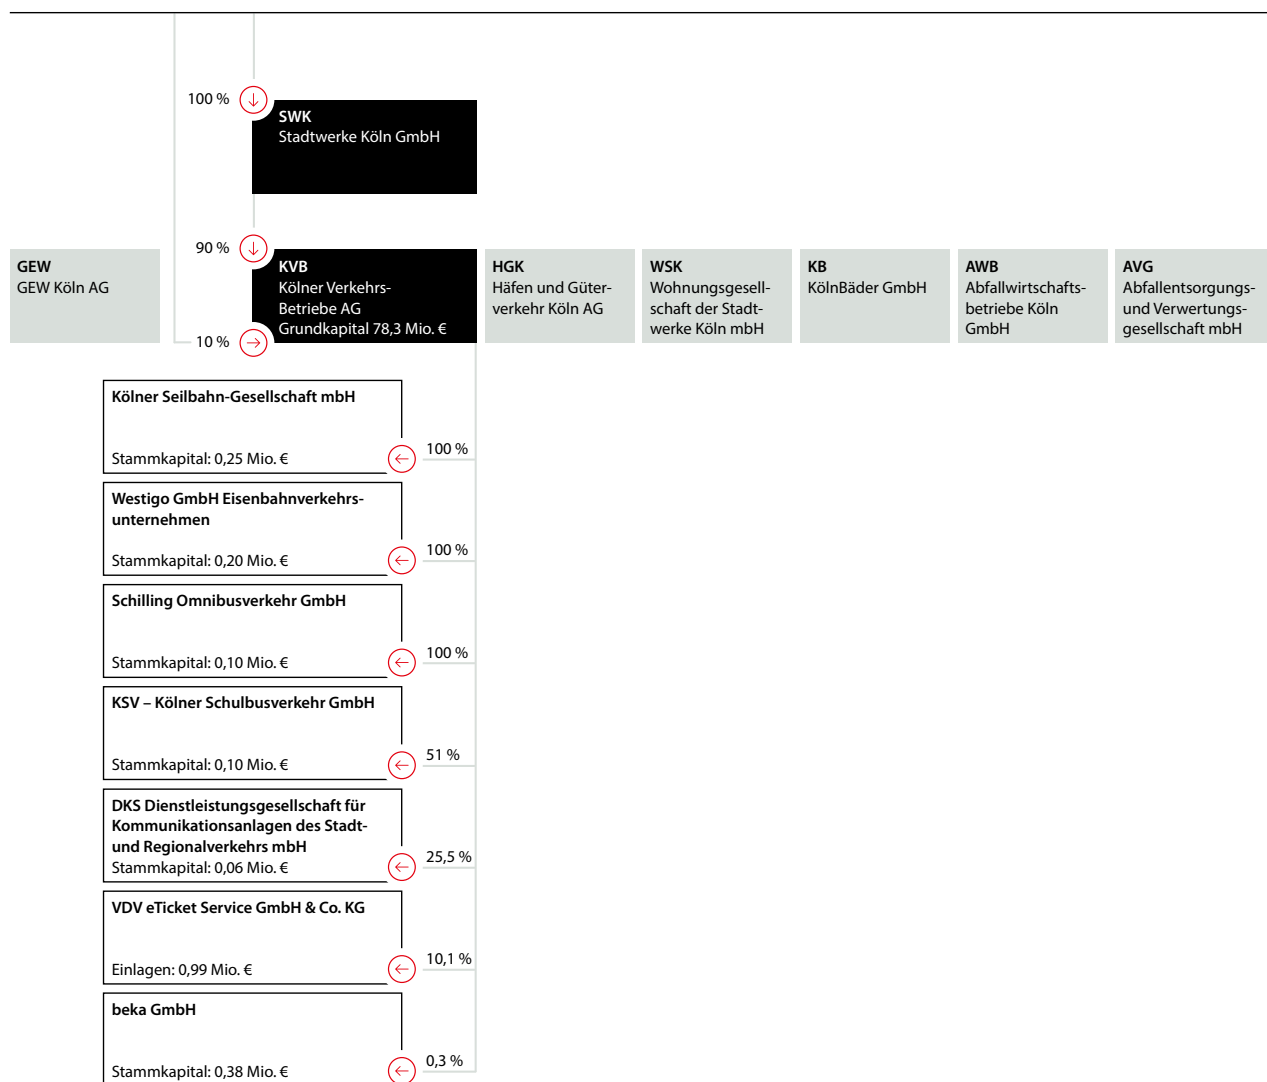 100 %
SWK
Stadtwerke Köln GmbH
90 %
GEW
GEW Köln AG
KVB
Kölner Verkehrs-
Betriebe AG
Grundkapital 78,3 Mio. €
10 %
HGK
Häfen und Güter-
verkehr Köln AG
WSK
Wohnungsgesell-
schaft der Stadt-
werke Köln mbH
KB
KölnBäder GmbH
AWB
Abfallwirtschafts-
betriebe Köln
GmbH
AVG
Abfallentsorgungs-
und Verwertungs-
gesellschaft mbH
Kölner Seilbahn-Gesellschaft mbH
Stammkapital: 0,25 Mio. €
100 %
Westigo GmbH Eisenbahnverkehrs-
unternehmen
Stammkapital: 0,20 Mio. €
100 %
Schilling Omnibusverkehr GmbH
Stammkapital: 0,10 Mio. €
100 %
KSV – Kölner Schulbusverkehr GmbH
Stammkapital: 0,10 Mio. €
51 %
DKS Dienstleistungsgesellschaft für
Kommunikationsanlagen des Stadt-
und Regionalverkehrs mbH
Stammkapital: 0,06 Mio. €
25,5 %
VDV eTicket Service GmbH & Co. KG
Einlagen: 0,99 Mio. €
10,1 %
beka GmbH
Stammkapital: 0,38 Mio. €
0,3 %